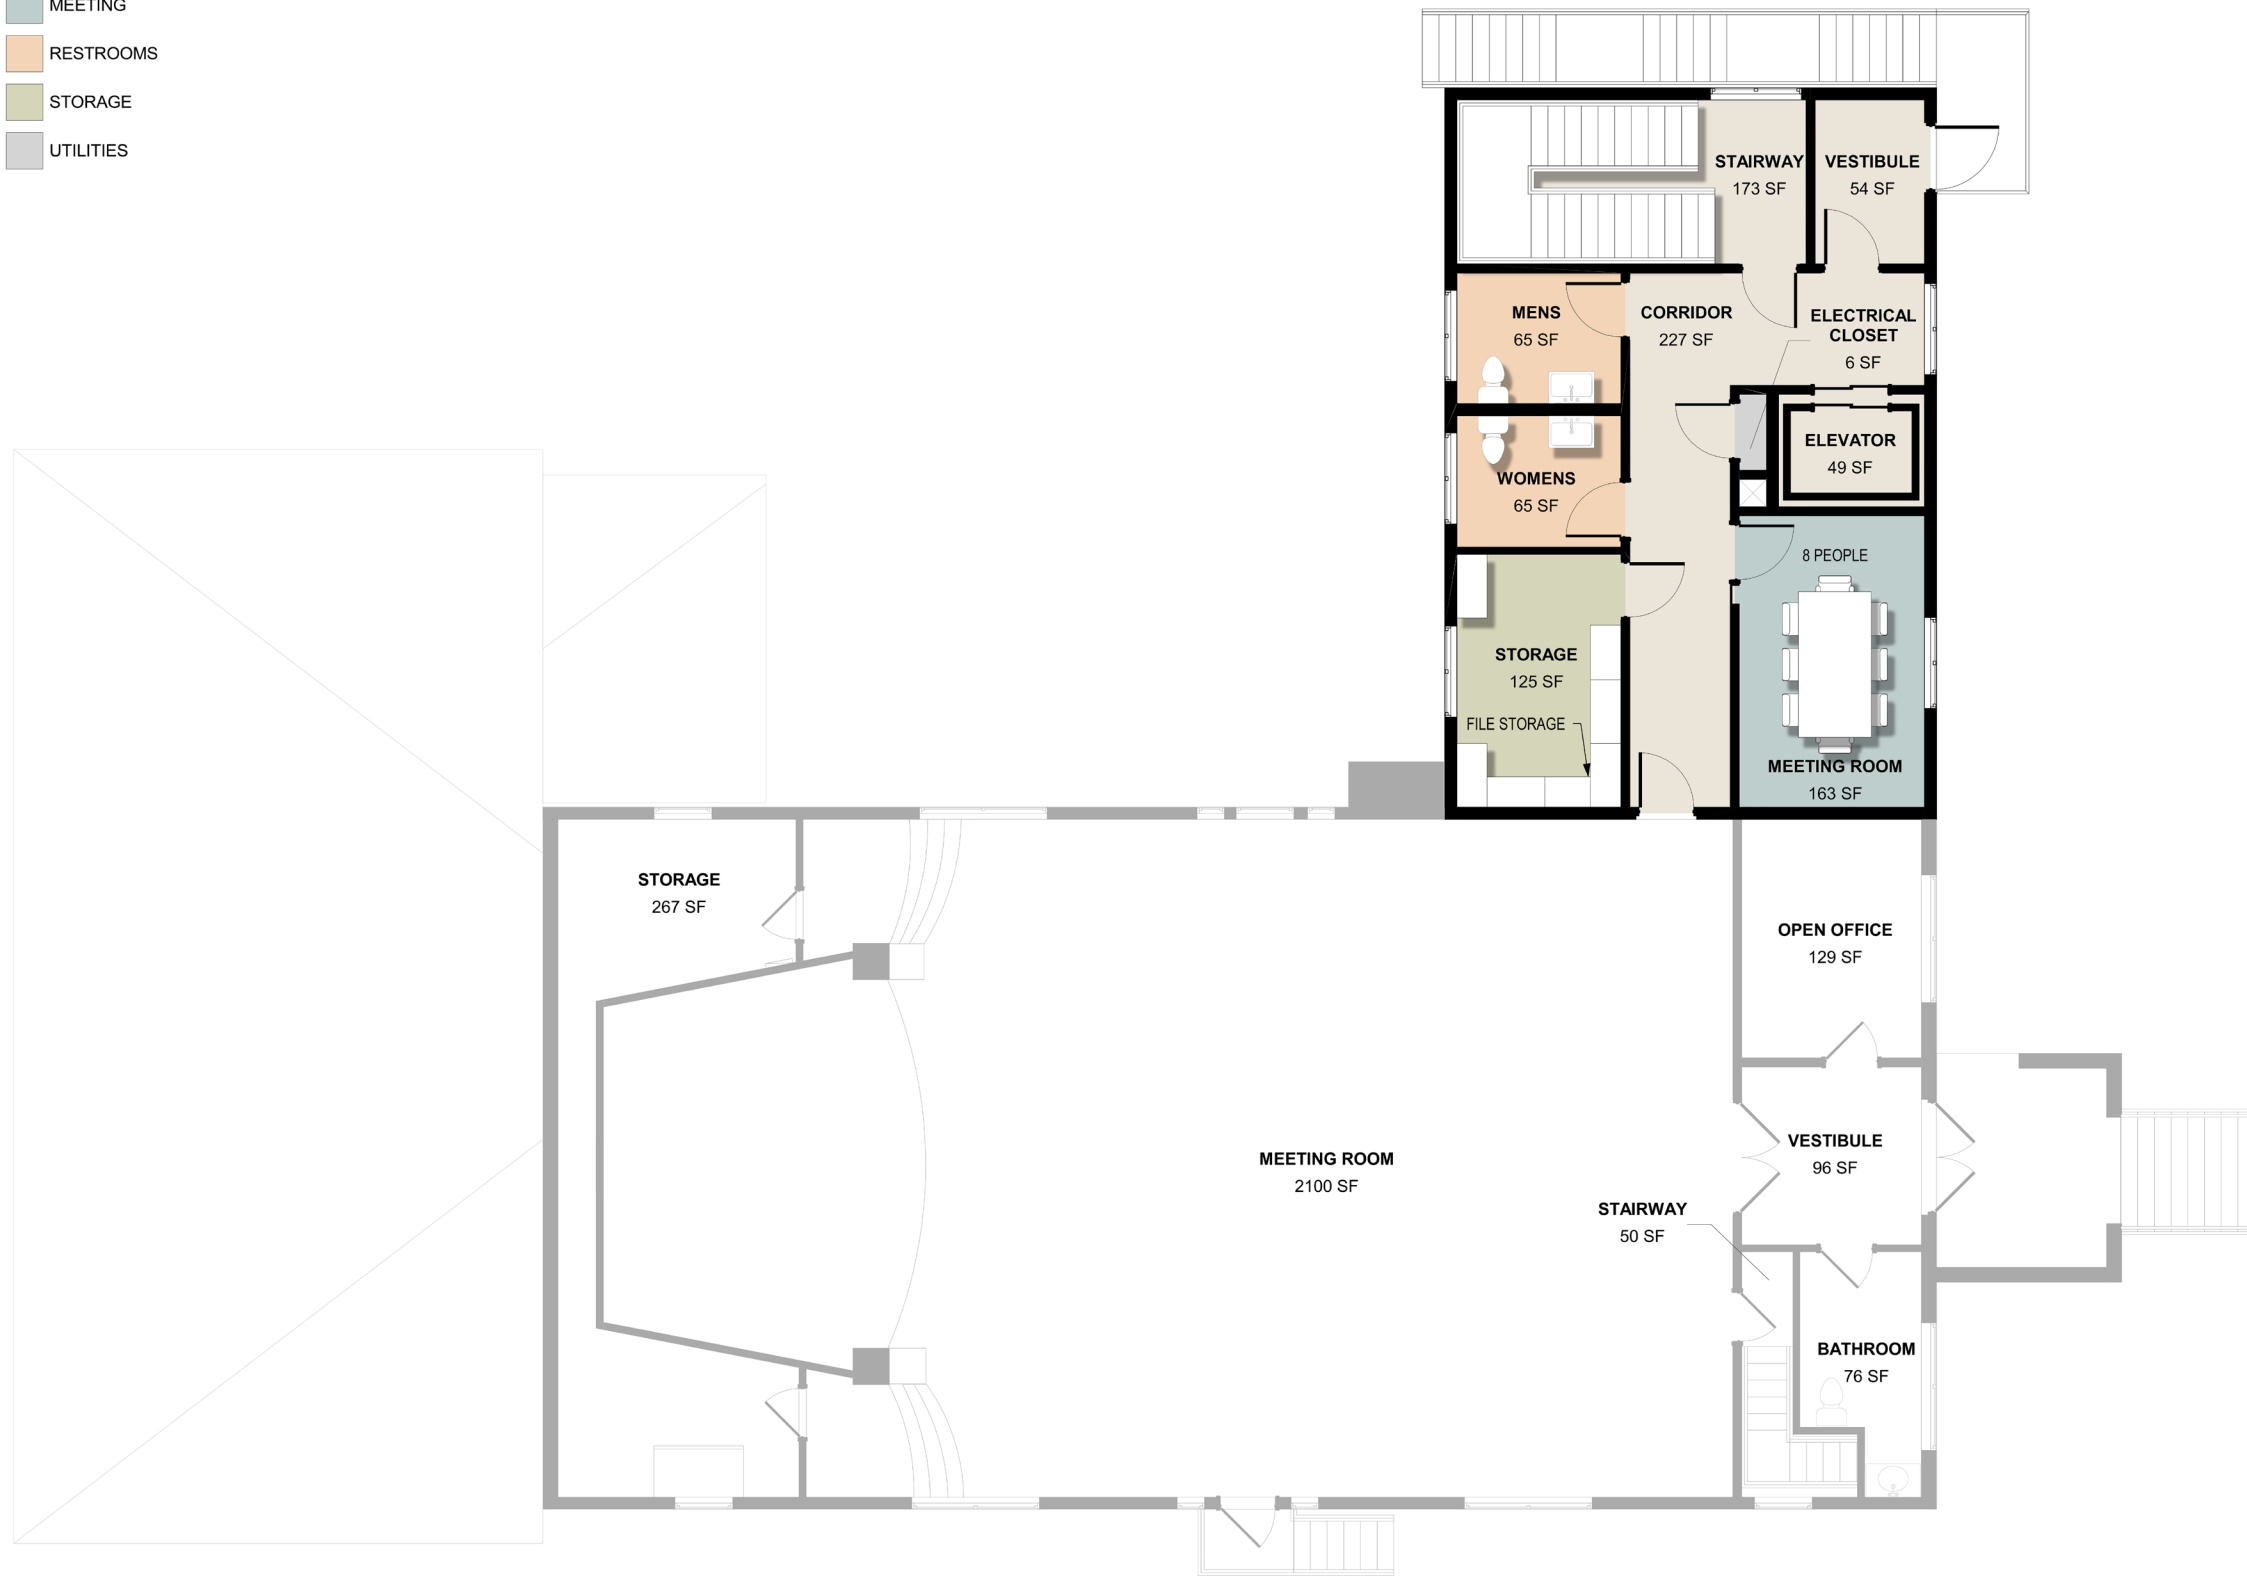 MEETING
RESTROOMS
STORAGE
UTILITIES
STAIRWAY
173 SF
VESTIBULE
54 SF
MENS
65 SF
CORRIDOR
227 SF
ELECTRICAL
CLOSET
6 SF
ELEVATOR
49 SF
WOMENS
65 SF
8 PEOPLE
STORAGE
125 SF
FILE STORAGE
MEETING ROOM
163 SF
STORAGE
267 SF
OPEN OFFICE
129 SF
MEETING ROOM
2100 SF
VESTIBULE
96 SF
STAIRWAY
50 SF
BATHROOM
76 SF